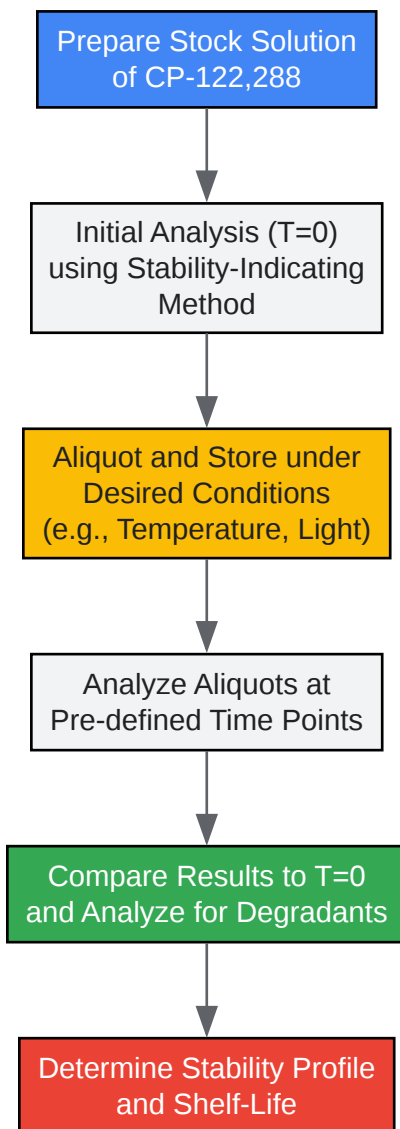 Prepare Stock Solution
of CP-122,288
Initial Analysis (T=0)
using Stability-Indicating
Method
Aliquot and Store under
Desired Conditions
(e.g., Temperature, Light)
Analyze Aliquots at
Pre-defined Time Points
Compare Results to T=0
and Analyze for Degradants
Determine Stability Profile
and Shelf-Life